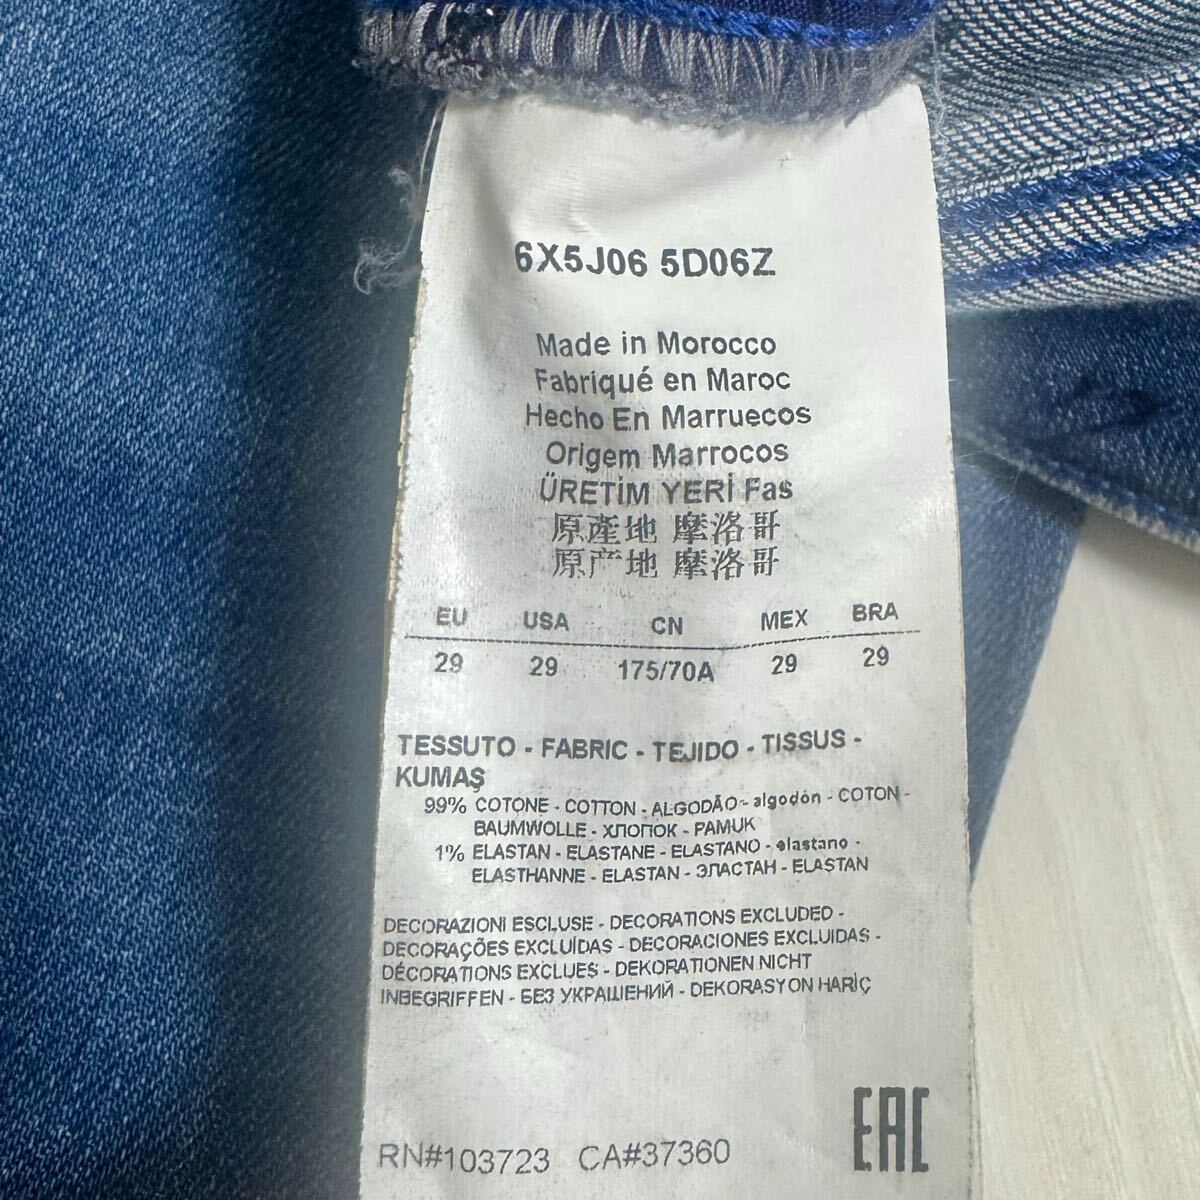 6X5J06 5D06Z
Made in Morocco
Fabriqué en Maroc
Hecho En Marruecos
Origem Marrocos
ÜRETİM YERİ Fas
原產地 摩洛哥
原产地 摩洛哥
EU USA CN MEX BRA
29 29 175/70A 29 29
TESSUTO - FABRIC - TEJIDO - TISSUS -
KUMAŞ
99% COTONE - COTTON - ALGODÃO - algodón - COTON -
BAUMWOLLE - ХЛОПОК - PAMUK
1% ELASTAN - ELASTANE - ELASTANO - elastano -
ELASTHANNE - ELASTAN - ЭЛАСТАН - ELASTAN
DECORAZIONI ESCLUSE - DECORATIONS EXCLUDED -
DECORAÇÕES EXCLUÍDAS - DECORACIONES EXCLUIDAS -
DÉCORATIONS EXCLUES - DEKORATIONEN NICHT
INBEGRIFFEN - БЕЗ УКРАШЕНИЙ - DEKORASYON HARİÇ
EAC
RN#103723 CA#37360